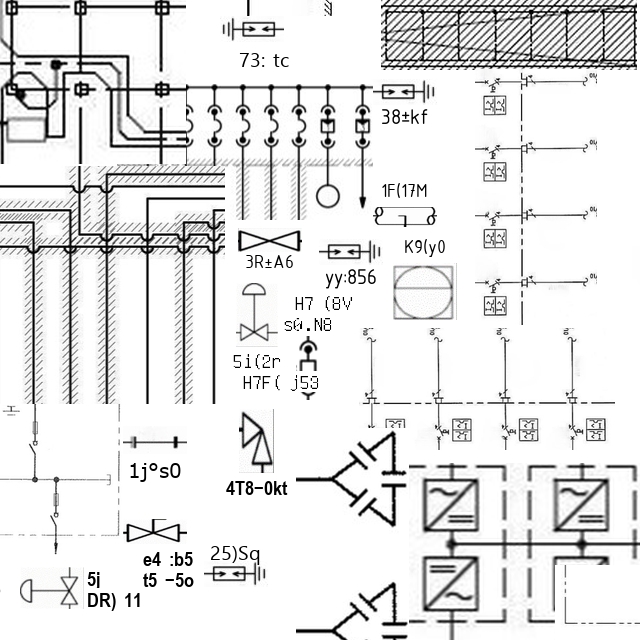 73: tc
38±kf
1F(17M
K9(y0
3R±A6
yy:856
H7 (8V
s0.N8
5i(2r
H7F( j53
1j°s0
4T8-0kt
e4 :b5
t5 -5o
25)Sq
5j
DR) 11